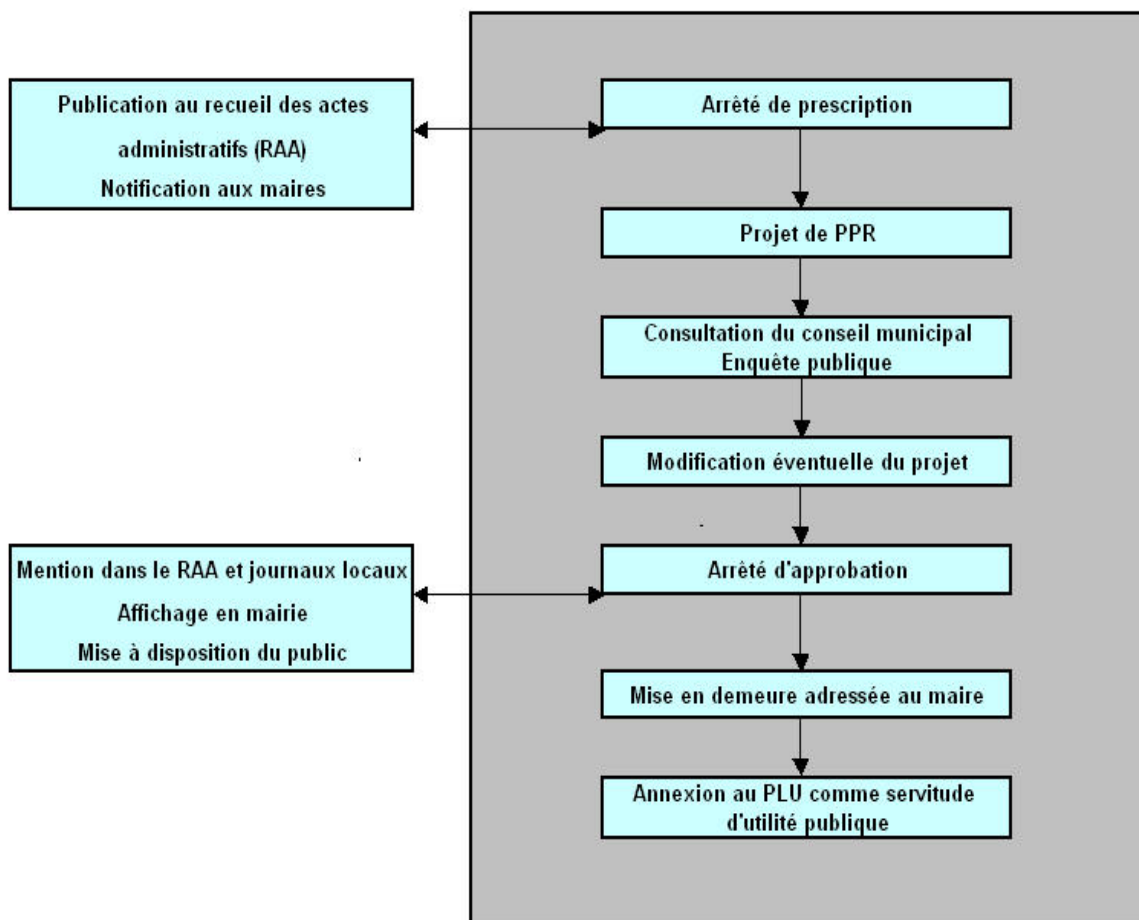 Publication au recueil des actes
administratifs (RAA)
Notification aux maires
Arrêté de prescription
Projet de PPR
Consultation du conseil municipal
Enquête publique
Modification éventuelle du projet
Mention dans le RAA et journaux locaux
Affichage en mairie
Mise à disposition du public
Arrêté d'approbation
Mise en demeure adressée au maire
Annexion au PLU comme servitude
d'utilité publique